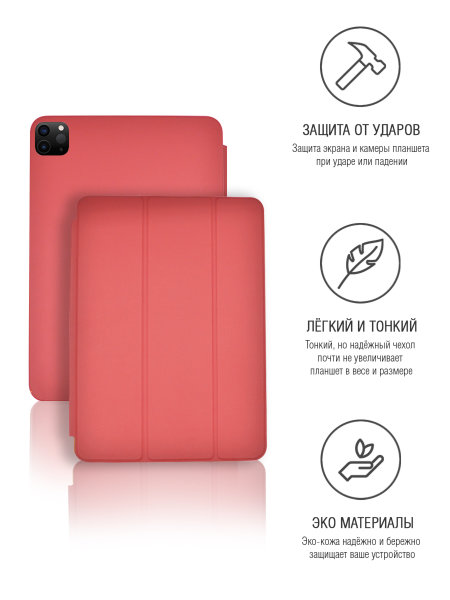 ЗАЩИТА ОТ УДАРОВ
Защита экрана и камеры планшета
при ударе или падении
ЛЁГКИЙ И ТОНКИЙ
Тонкий, но надёжный чехол
почти не увеличивает
планшет в весе и размере
ЭКО МАТЕРИАЛЫ
Эко-кожа надёжно и бережно
защищает ваше устройство